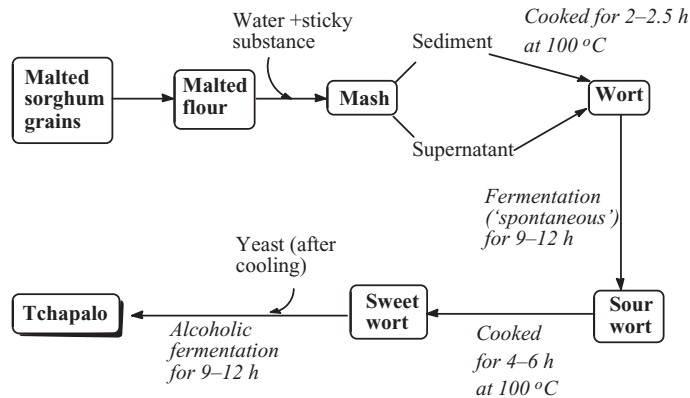 Water +sticky
substance
Cooked for 2–2.5 h
at 100 °C
Sediment
Malted
sorghum
grains
Malted
flour
Mash
Wort
Supernatant
Fermentation
('spontaneous')
for 9–12 h
Yeast (after
cooling)
Tchapalo
Sweet
wort
Sour
wort
Alcoholic
fermentation
for 9–12 h
Cooked
for 4–6 h
at 100 °C